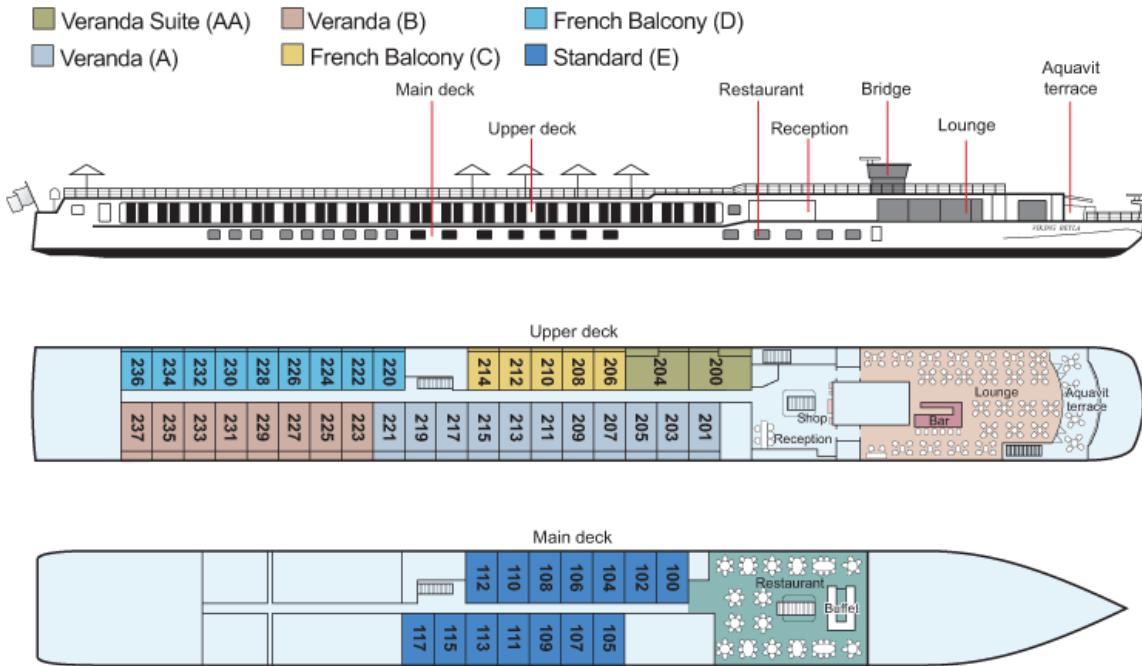 Veranda Suite (AA)
Veranda (B)
French Balcony (D)
Veranda (A)
French Balcony (C)
Standard (E)
Main deck
Upper deck
Restaurant
Reception
Bridge
Lounge
Aquavit
terrace
VIKING HELLA
Upper deck
236 234 232 230 228 226 224 222 220 214 212 210 208 206 204 200
237 235 233 231 229 227 225 223 221 219 217 215 213 211 209 207 205 203 201
Shop
Reception
Lounge
Bar
Aquavit
terrace
Main deck
112 110 108 106 104 102 100
117 115 113 111 109 107 105
Restaurant
Buffel